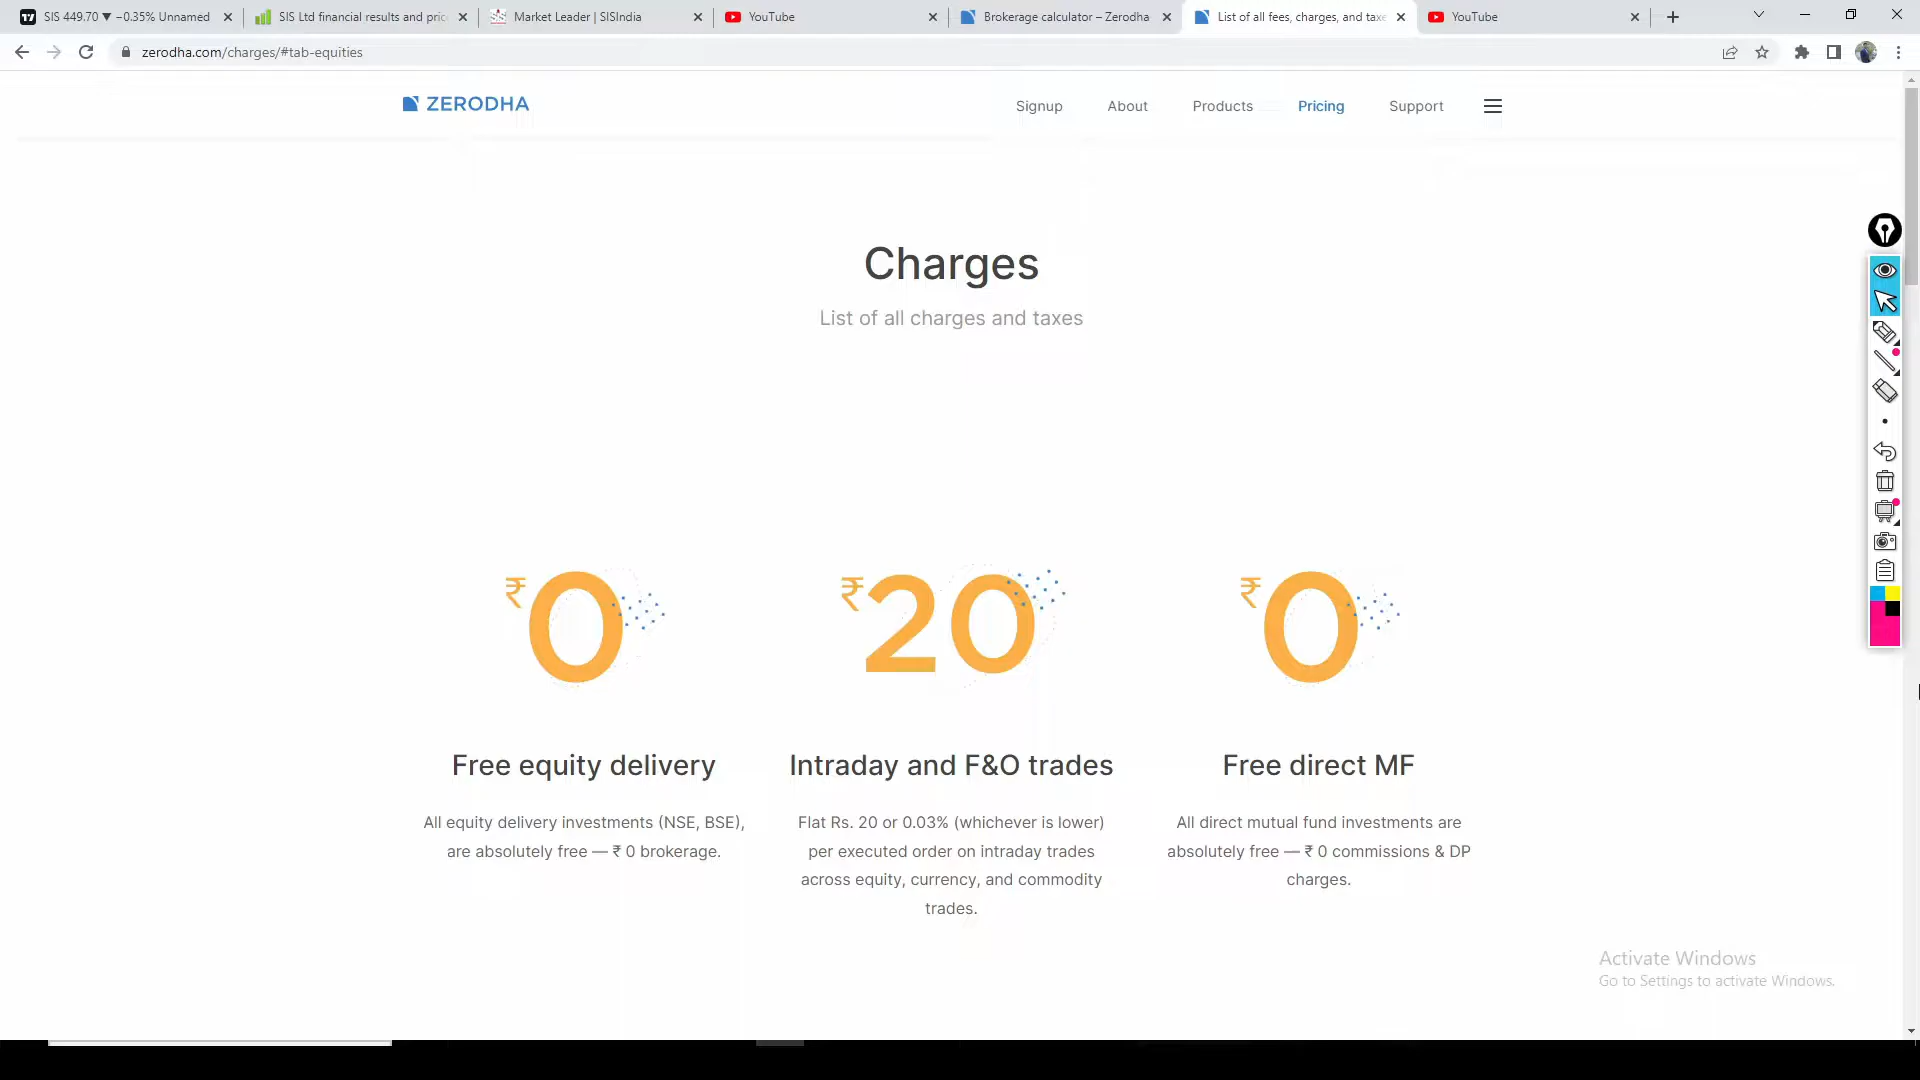 SIS 449.70 ▼ −0.35% Unnamed
SIS Ltd financial results and pric
Market Leader | SISIndia
YouTube
Brokerage calculator – Zerodha
List of all fees, charges, and taxe
YouTube
zerodha.com/charges/#tab-equities
ZERODHA
Signup
About
Products
Pricing
Support
Charges
List of all charges and taxes
₹0
₹20
₹0
Free equity delivery
All equity delivery investments (NSE, BSE),
are absolutely free — ₹ 0 brokerage.
Intraday and F&O trades
Flat Rs. 20 or 0.03% (whichever is lower)
per executed order on intraday trades
across equity, currency, and commodity
trades.
Free direct MF
All direct mutual fund investments are
absolutely free — ₹ 0 commissions & DP
charges.
Activate Windows
Go to Settings to activate Windows.